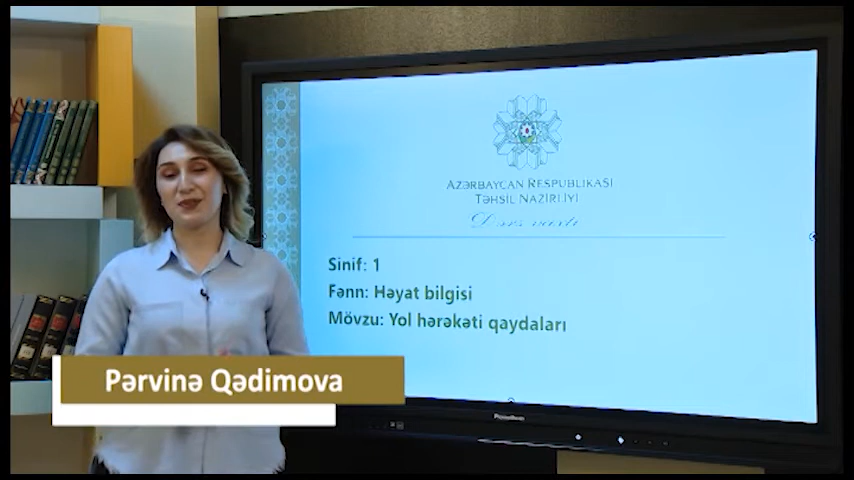 AZƏRBAYCAN RESPUBLİKASI
TƏHSİL NAZİRLİYİ
Dərs vaxtı
Sinif: 1
Fənn: Həyat bilgisi
Mövzu: Yol hərəkəti qaydaları
Pərvinə Qədimova